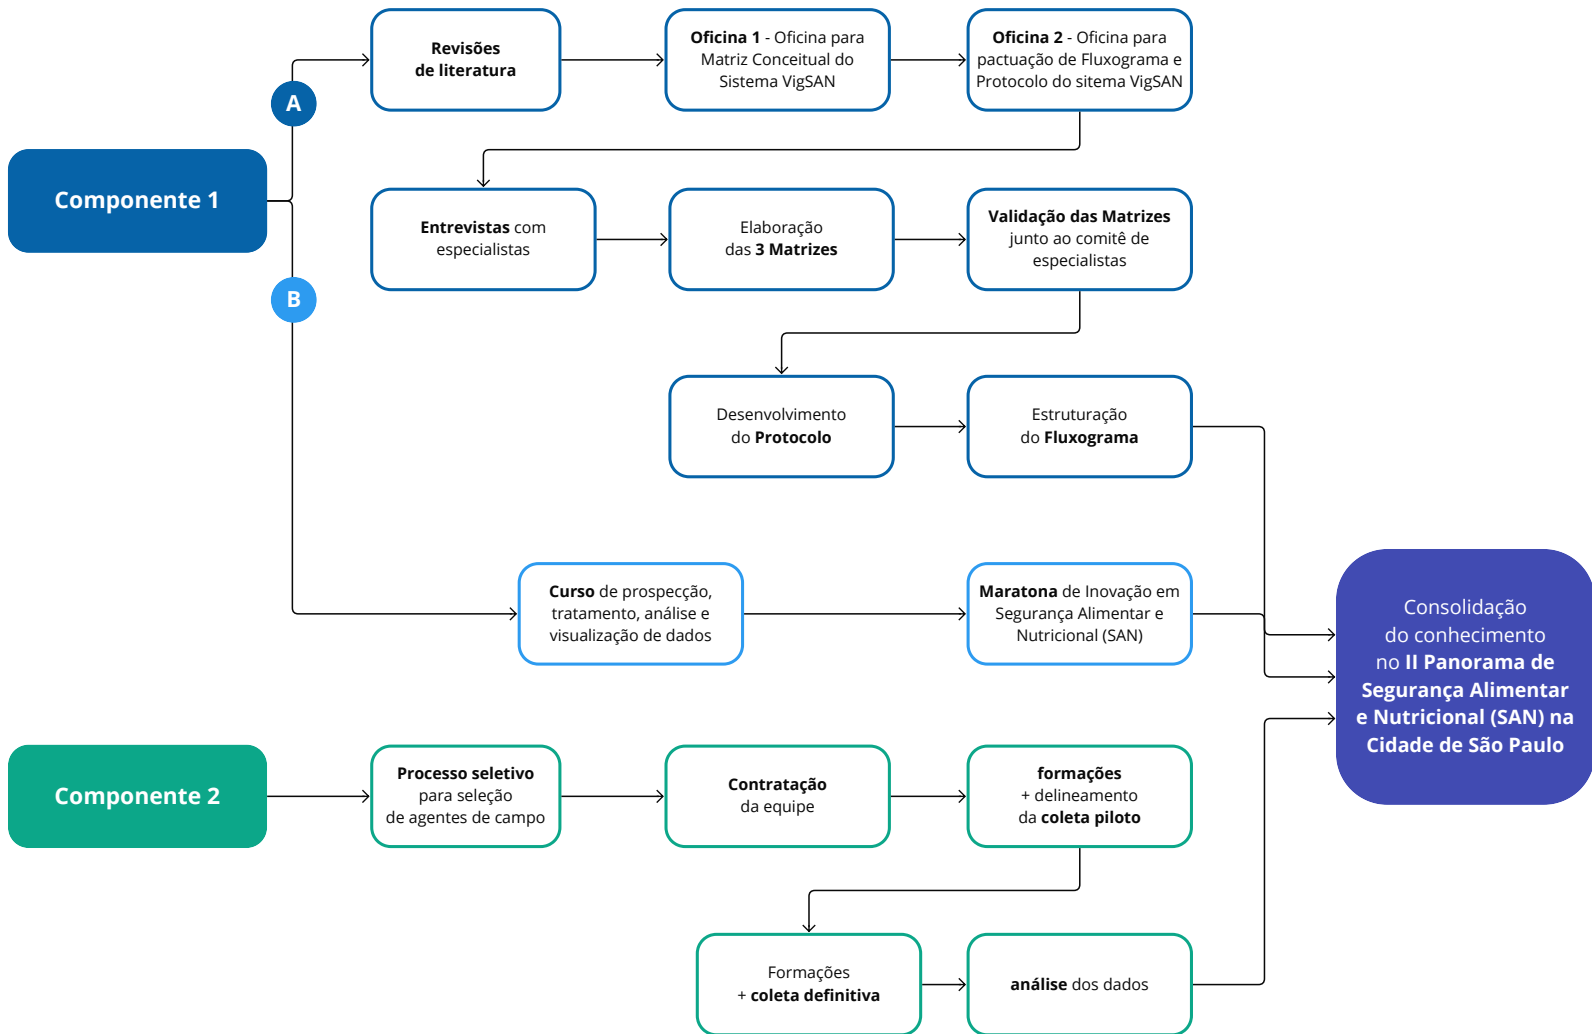 Revisões
de literatura
Oficina 1 - Oficina para
Matriz Conceitual do
Sistema VigSAN
Oficina 2 - Oficina para
pactuação de Fluxograma e
Protocolo do sitema VigSAN
A
Componente 1
Entrevistas com
especialistas
Elaboração
das 3 Matrizes
Validação das Matrizes
junto ao comitê de
especialistas
B
Desenvolvimento
do Protocolo
Estruturação
do Fluxograma
Curso de prospecção,
tratamento, análise e
visualização de dados
Maratona de Inovação em
Segurança Alimentar e
Nutricional (SAN)
Consolidação
do conhecimento
no II Panorama de
Segurança Alimentar
e Nutricional (SAN) na
Cidade de São Paulo
Componente 2
Processo seletivo
para seleção
de agentes de campo
Contratação
da equipe
formações
+ delineamento
da coleta piloto
Formações
+ coleta definitiva
análise dos dados